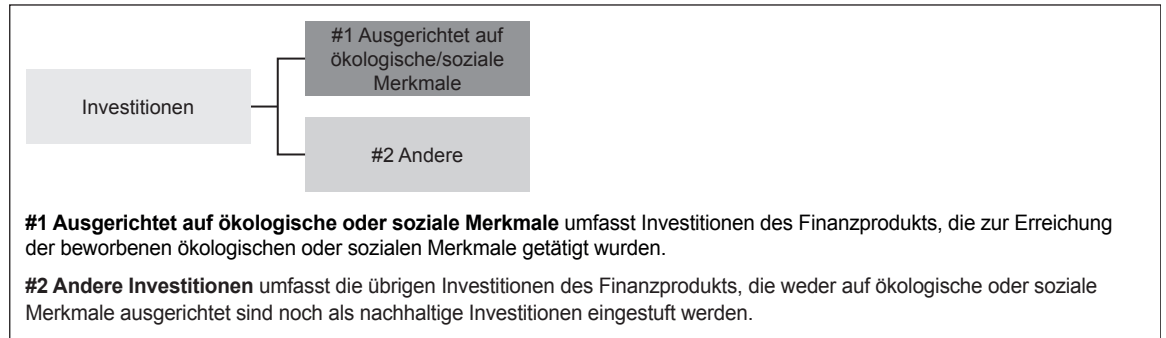 #1 Ausgerichtet auf
ökologische/soziale
Merkmale
Investitionen
#2 Andere
#1 Ausgerichtet auf ökologische oder soziale Merkmale umfasst Investitionen des Finanzprodukts, die zur Erreichung
der beworbenen ökologischen oder sozialen Merkmale getätigt wurden.
#2 Andere Investitionen umfasst die übrigen Investitionen des Finanzprodukts, die weder auf ökologische oder soziale
Merkmale ausgerichtet sind noch als nachhaltige Investitionen eingestuft werden.